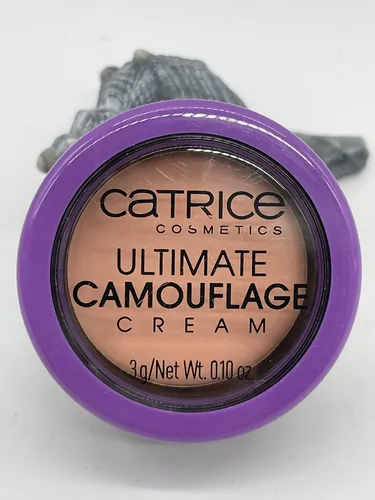 CATRICE
COSMETICS
ULTIMATE
CAMOUFLAGE
CREAM
3g/Net Wt. 0.10 oz